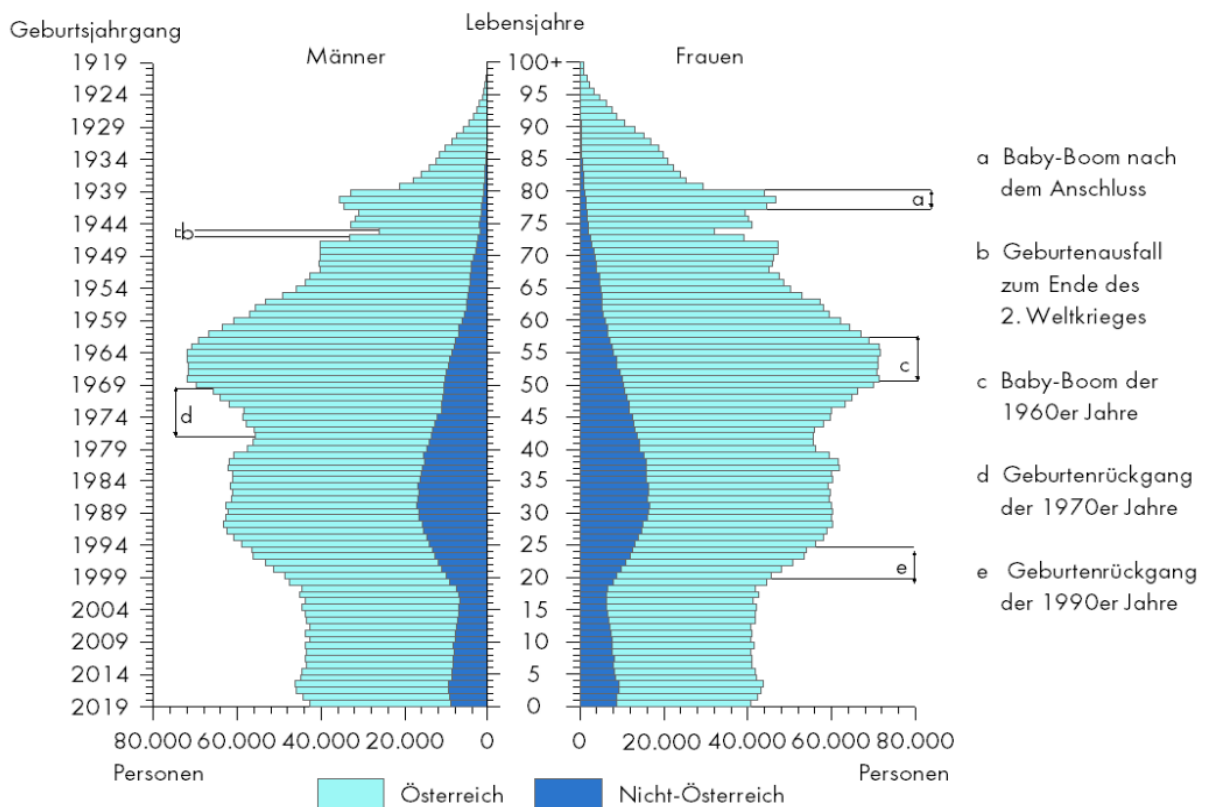 Geburtsjahrgang
Männer
Lebensjahre
Frauen
1919
1924
1929
1934
1939
1944
1949
1954
1959
1964
1969
1974
1979
1984
1989
1994
1999
2004
2009
2014
2019
100+
95
90
85
80
75
70
65
60
55
50
45
40
35
30
25
20
15
10
5
0
a
b
c
d
e
80.000 60.000 40.000 20.000 0
0 20.000 40.000 60.000 80.000
Personen
Personen
Österreich
Nicht-Österreich
a Baby-Boom nach
dem Anschluss
b Geburtenausfall
zum Ende des
2. Weltkrieges
c Baby-Boom der
1960er Jahre
d Geburtenrückgang
der 1970er Jahre
e Geburtenrückgang
der 1990er Jahre